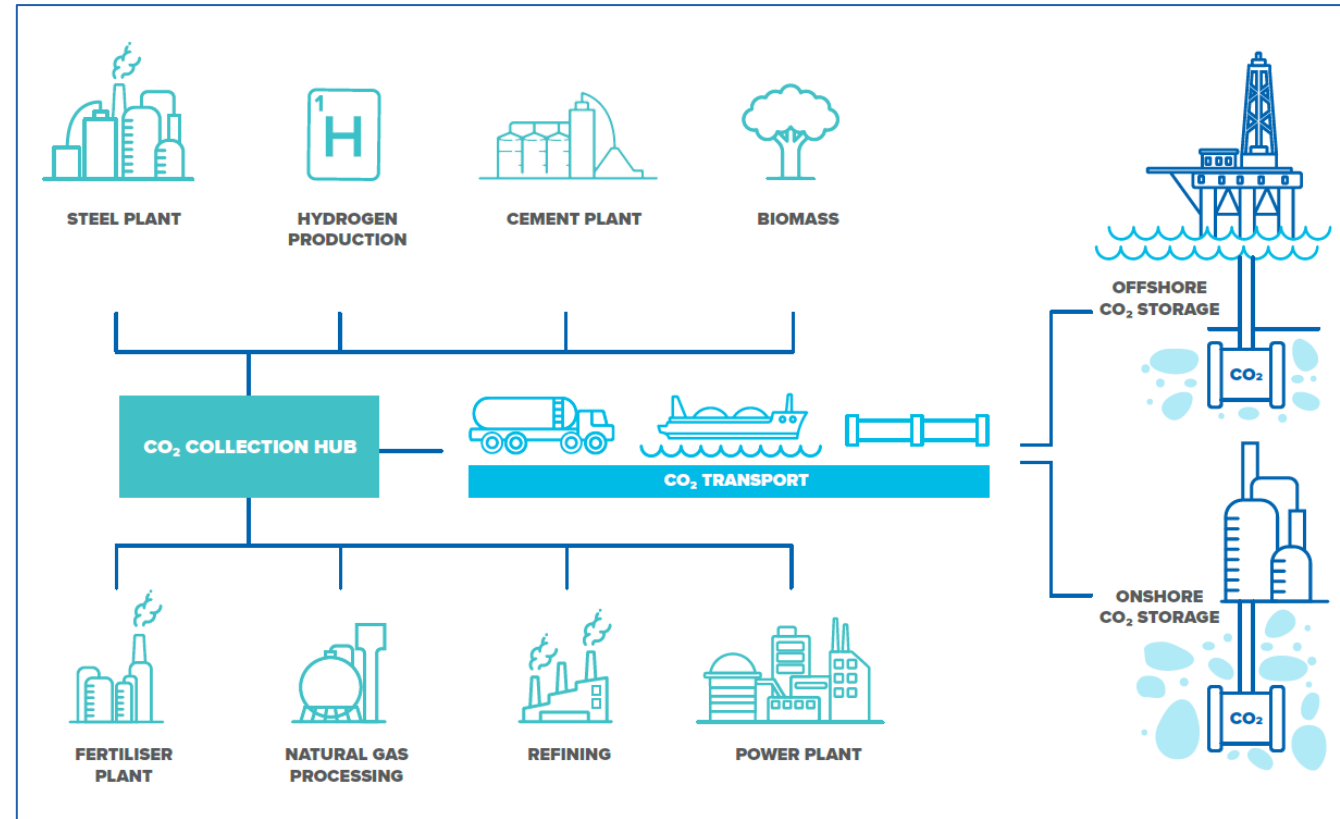 1
H
STEEL PLANT
HYDROGEN
PRODUCTION
CEMENT PLANT
BIOMASS
OFFSHORE
CO₂ STORAGE
CO₂
CO₂ COLLECTION HUB
CO₂ TRANSPORT
ONSHORE
CO₂ STORAGE
CO₂
FERTILISER
PLANT
NATURAL GAS
PROCESSING
REFINING
POWER PLANT